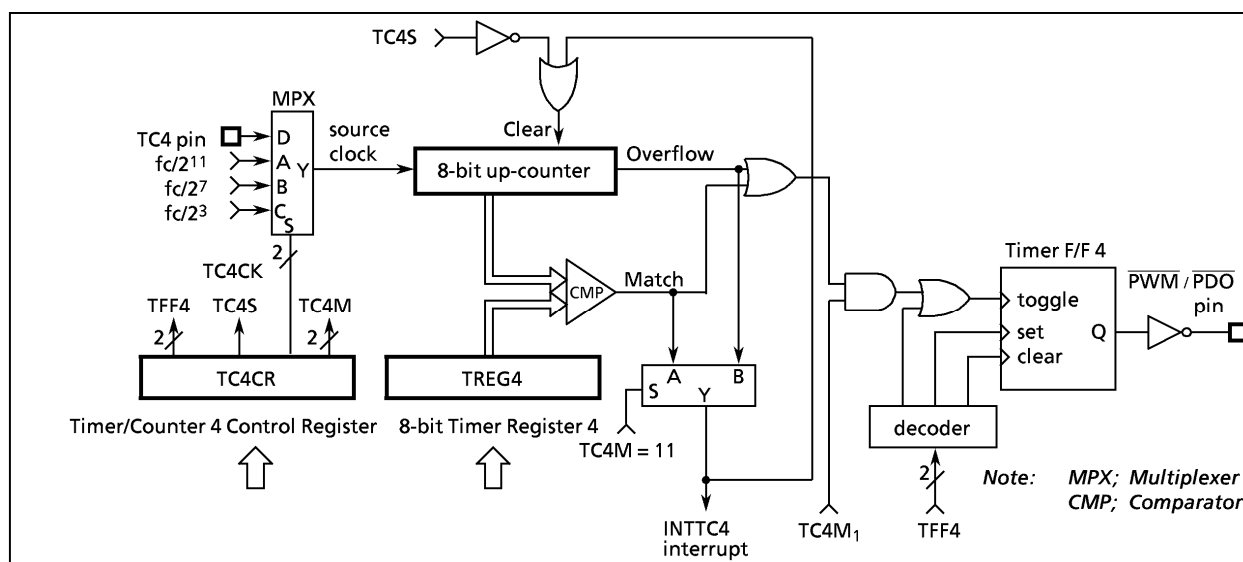 TC4S
MPX
TC4 pin
D
fc/2¹¹
A
Y
fc/2⁷
B
fc/2³
C
S
source
clock
Clear
8-bit up-counter
Overflow
2
TC4CK
TFF4
TC4S
TC4M
2
2
TC4CR
Timer/Counter 4 Control Register
CMP
Match
TREG4
8-bit Timer Register 4
S
A
B
Y
TC4M = 11
INTTC4
interrupt
TC4M₁
Timer F/F 4
toggle
set
clear
Q
P̅W̅M̅ / P̅D̅O̅
pin
decoder
2
TFF4
Note: MPX; Multiplexer
CMP; Comparator